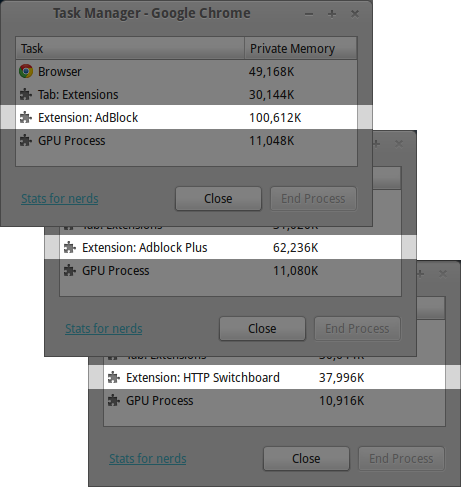 Task Manager - Google Chrome
Task Private Memory
Browser 49,168K
Tab: Extensions 30,144K
Extension: AdBlock 100,612K
GPU Process 11,048K
Stats for nerds Close End Process
Extension: Adblock Plus 62,236K
GPU Process 11,080K
Stats for nerds Close End Process
Extension: HTTP Switchboard 37,996K
GPU Process 10,916K
Stats for nerds Close End Process